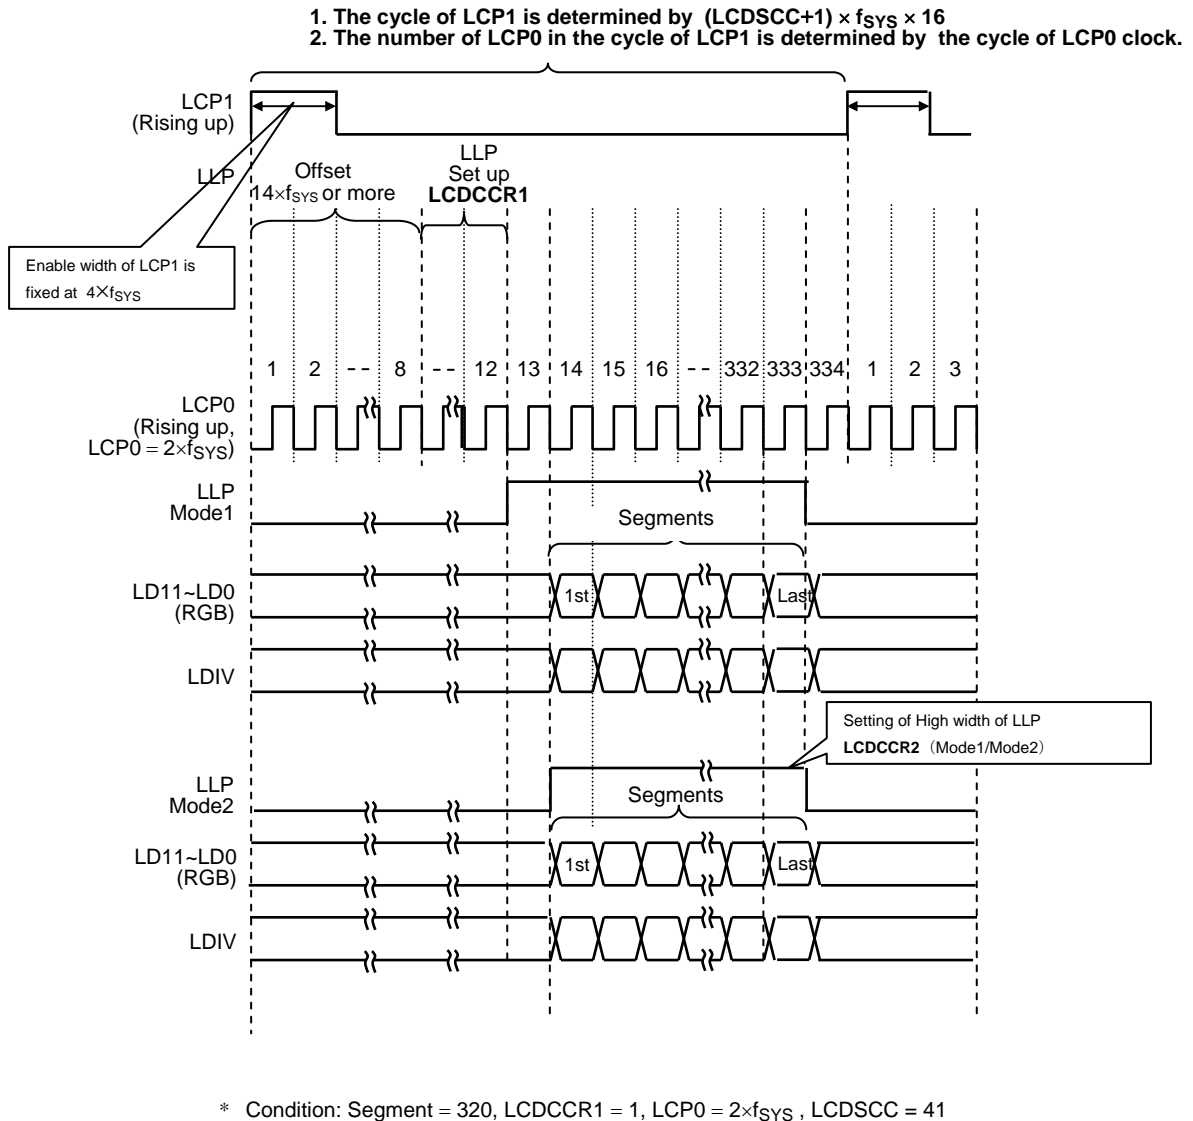 1. The cycle of LCP1 is determined by (LCDSCC+1) × fSYS × 16
2. The number of LCP0 in the cycle of LCP1 is determined by the cycle of LCP0 clock.
LCP1
(Rising up)
LLP
Offset
14×fSYS or more
LLP
Set up
LCDCCR1
Enable width of LCP1 is
fixed at 4×fSYS
1 2 -- 8 -- 12 13 14 15 16 -- 332 333 334 1 2 3
LCP0
(Rising up,
LCP0 = 2×fSYS)
LLP
Mode1
Segments
LD11~LD0
(RGB)
1st Last
LDIV
Setting of High width of LLP
LCDCCR2 (Mode1/Mode2)
LLP
Mode2
Segments
LD11~LD0
(RGB)
1st Last
LDIV
* Condition: Segment = 320, LCDCCR1 = 1, LCP0 = 2×fSYS , LCDSCC = 41